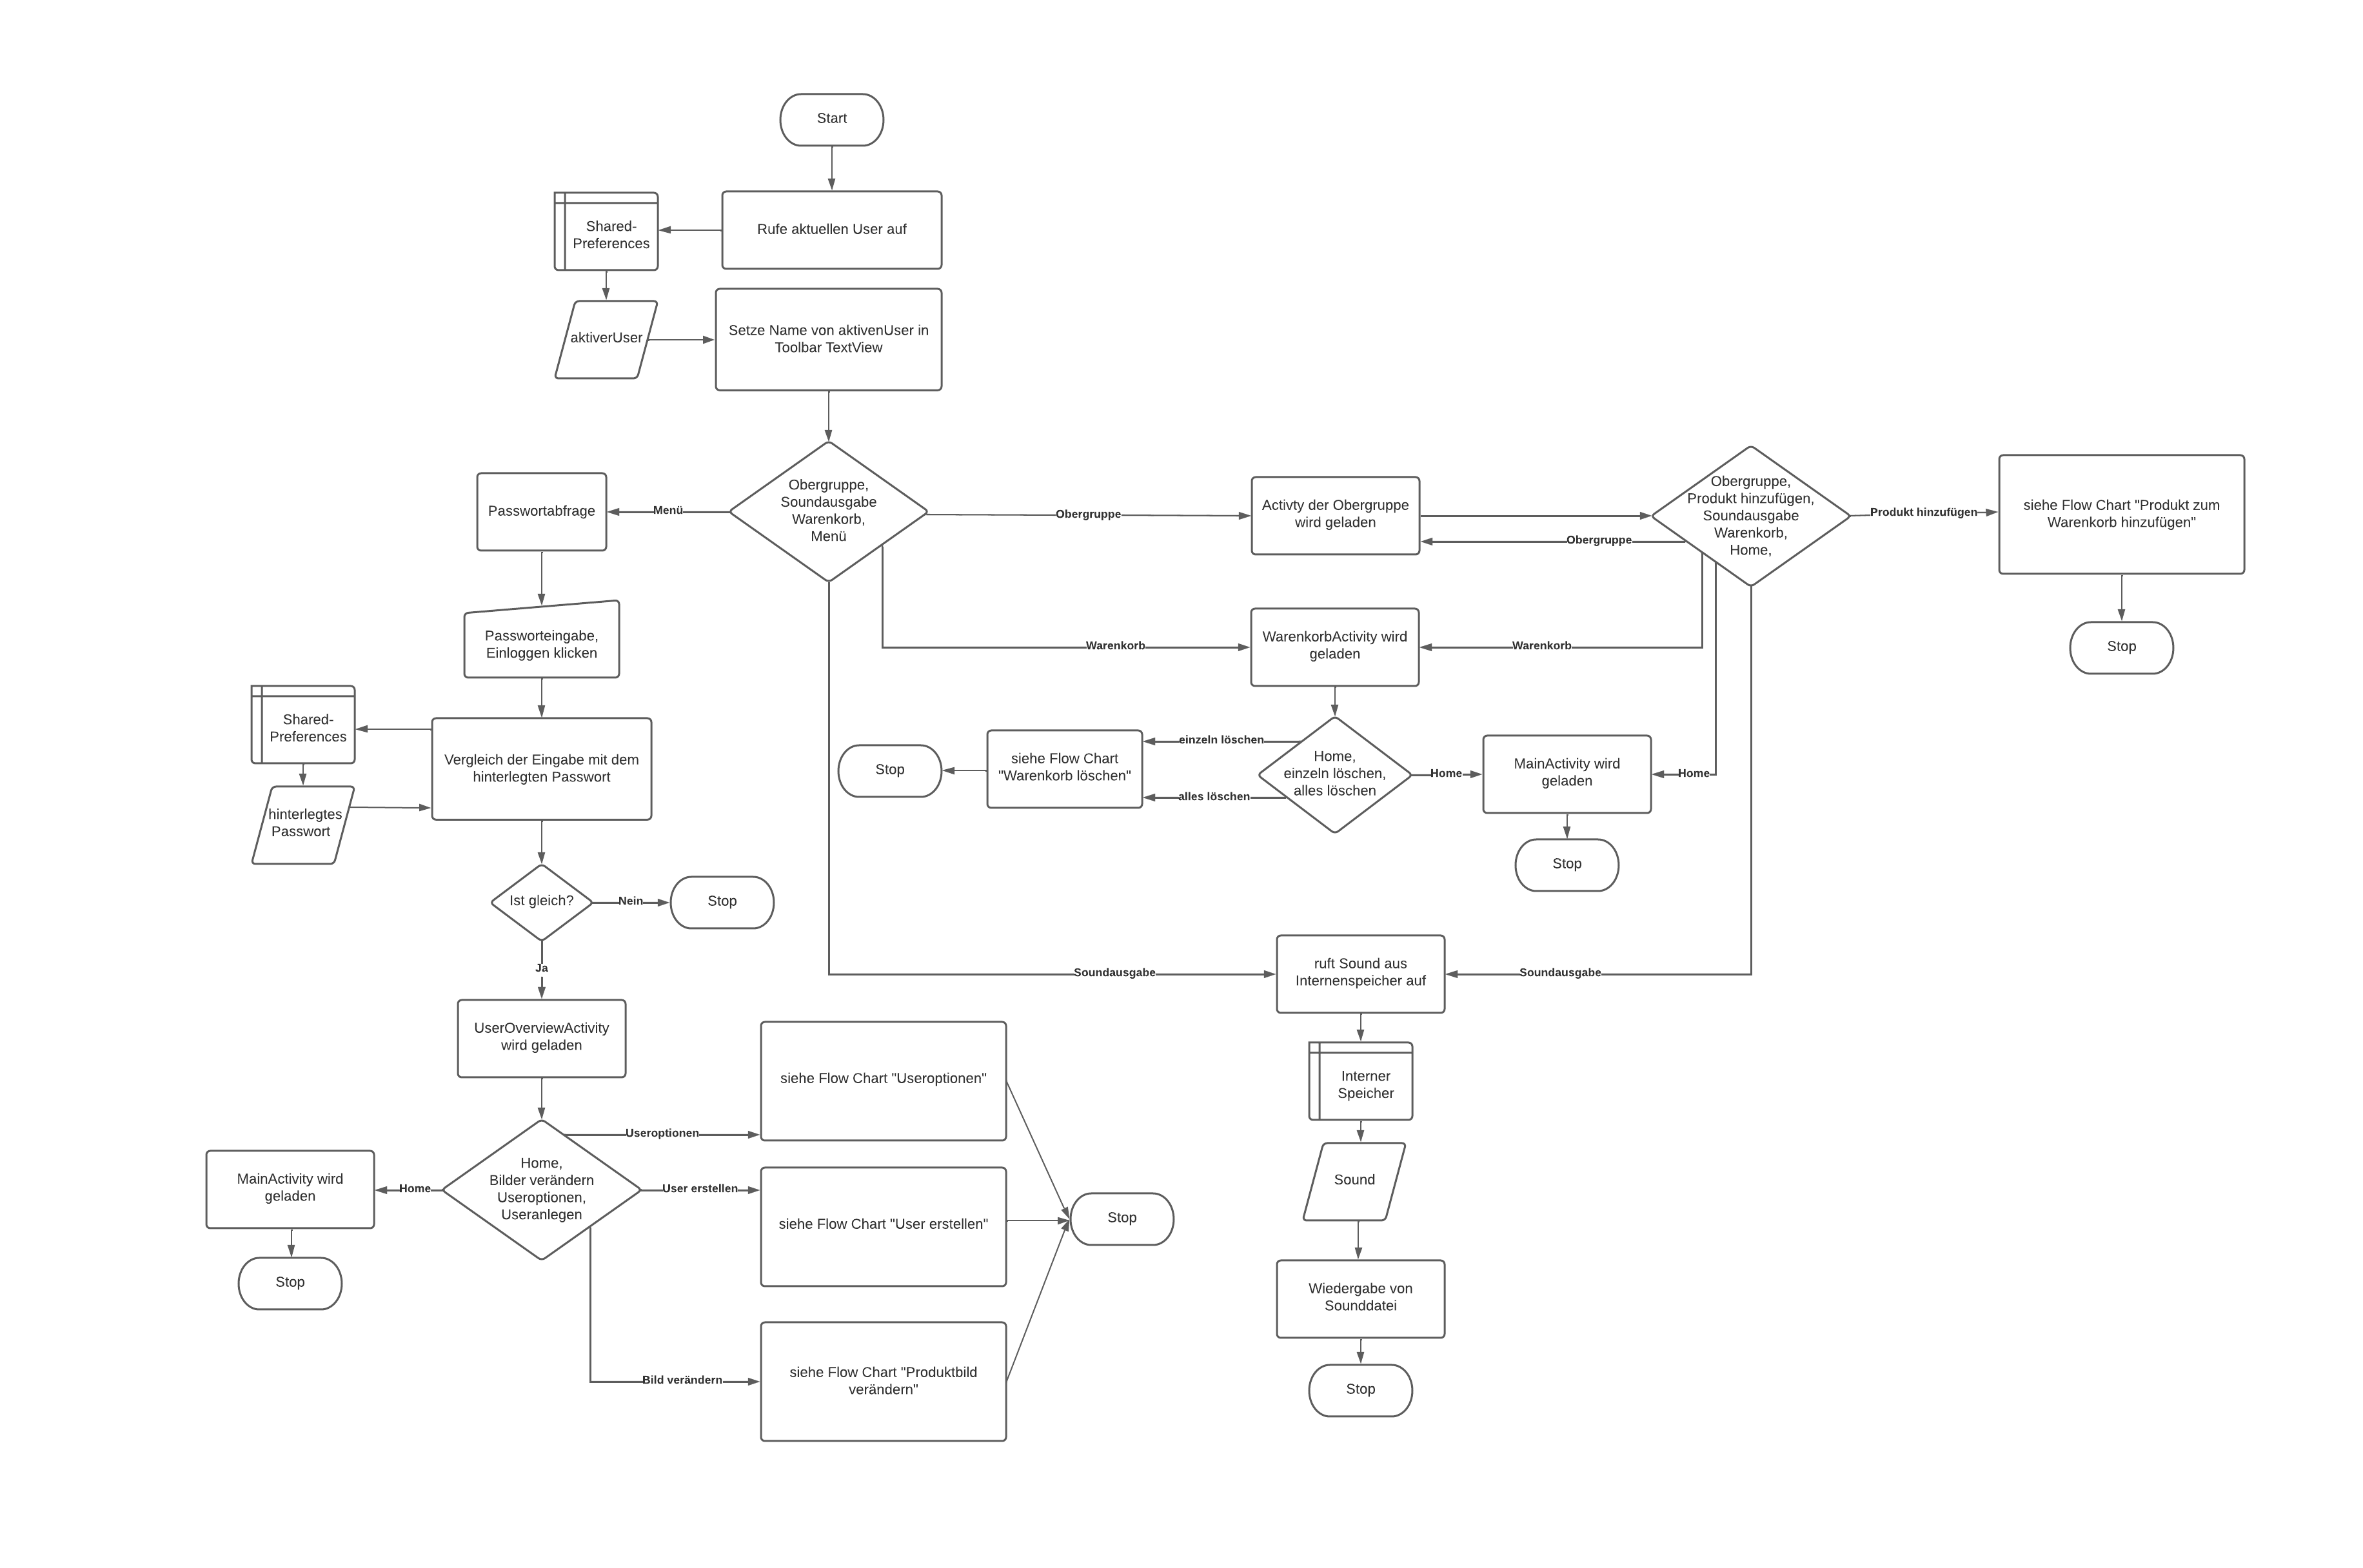 Start
Shared-
Preferences
Rufe aktuellen User auf
aktiverUser
Setze Name von aktivenUser in
Toolbar TextView
Passwortabfrage
Menü
Obergruppe,
Soundausgabe
Warenkorb,
Menü
Obergruppe
Activty der Obergruppe
wird geladen
Obergruppe
Obergruppe,
Produkt hinzufügen,
Soundausgabe
Warenkorb,
Home,
Produkt hinzufügen
siehe Flow Chart "Produkt zum
Warenkorb hinzufügen"
Stop
Passworteingabe,
Einloggen klicken
Warenkorb
WarenkorbActivity wird
geladen
Warenkorb
Shared-
Preferences
Vergleich der Eingabe mit dem
hinterlegten Passwort
hinterlegtes
Passwort
Stop
siehe Flow Chart
"Warenkorb löschen"
einzeln löschen
alles löschen
Home,
einzeln löschen,
alles löschen
Home
MainActivity wird
geladen
Home
Stop
Ist gleich?
Nein
Stop
Ja
Soundausgabe
ruft Sound aus
Internenspeicher auf
Soundausgabe
UserOverviewActivity
wird geladen
siehe Flow Chart "Useroptionen"
Interner
Speicher
Useroptionen
MainActivity wird
geladen
Home
Home,
Bilder verändern
Useroptionen,
Useranlegen
User erstellen
siehe Flow Chart "User erstellen"
Stop
Sound
Stop
Wiedergabe von
Sounddatei
Bild verändern
siehe Flow Chart "Produktbild
verändern"
Stop